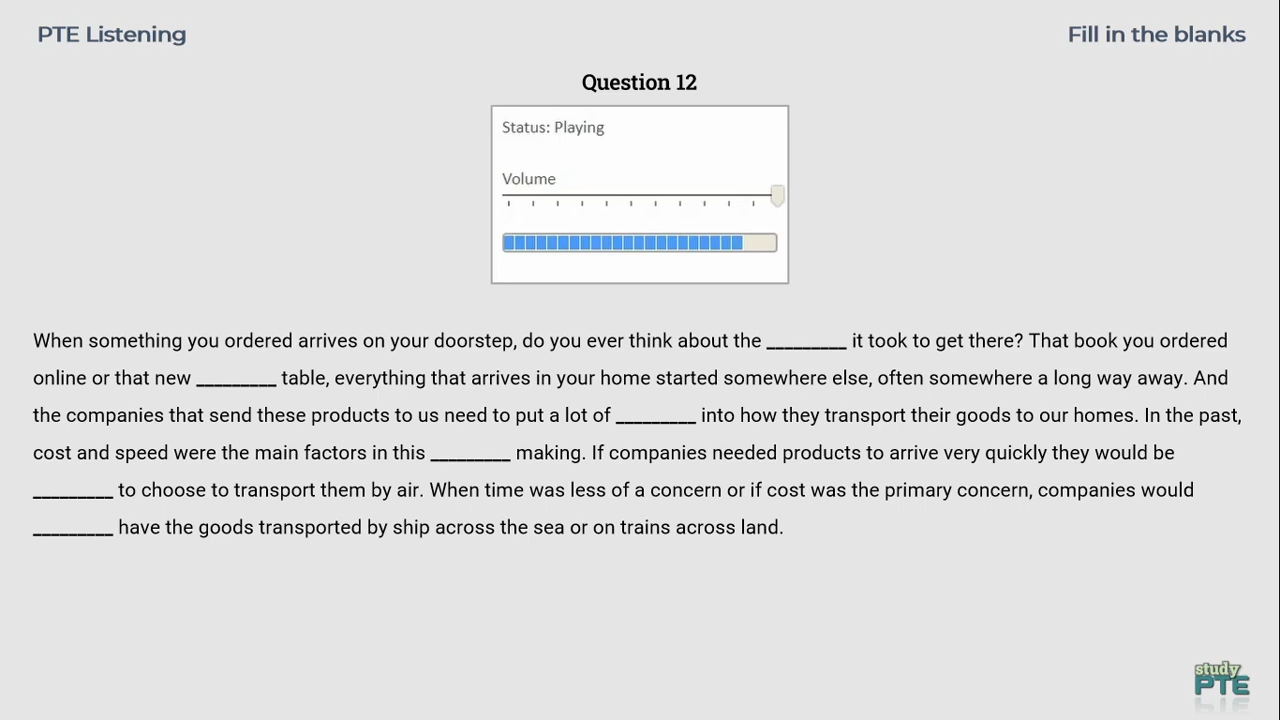 PTE Listening
Fill in the blanks
Question 12
Status: Playing
Volume
When something you ordered arrives on your doorstep, do you ever think about the _________ it took to get there? That book you ordered
online or that new _________ table, everything that arrives in your home started somewhere else, often somewhere a long way away. And
the companies that send these products to us need to put a lot of _________ into how they transport their goods to our homes. In the past,
cost and speed were the main factors in this _________ making. If companies needed products to arrive very quickly they would be
_________ to choose to transport them by air. When time was less of a concern or if cost was the primary concern, companies would
_________ have the goods transported by ship across the sea or on trains across land.
study
PTE